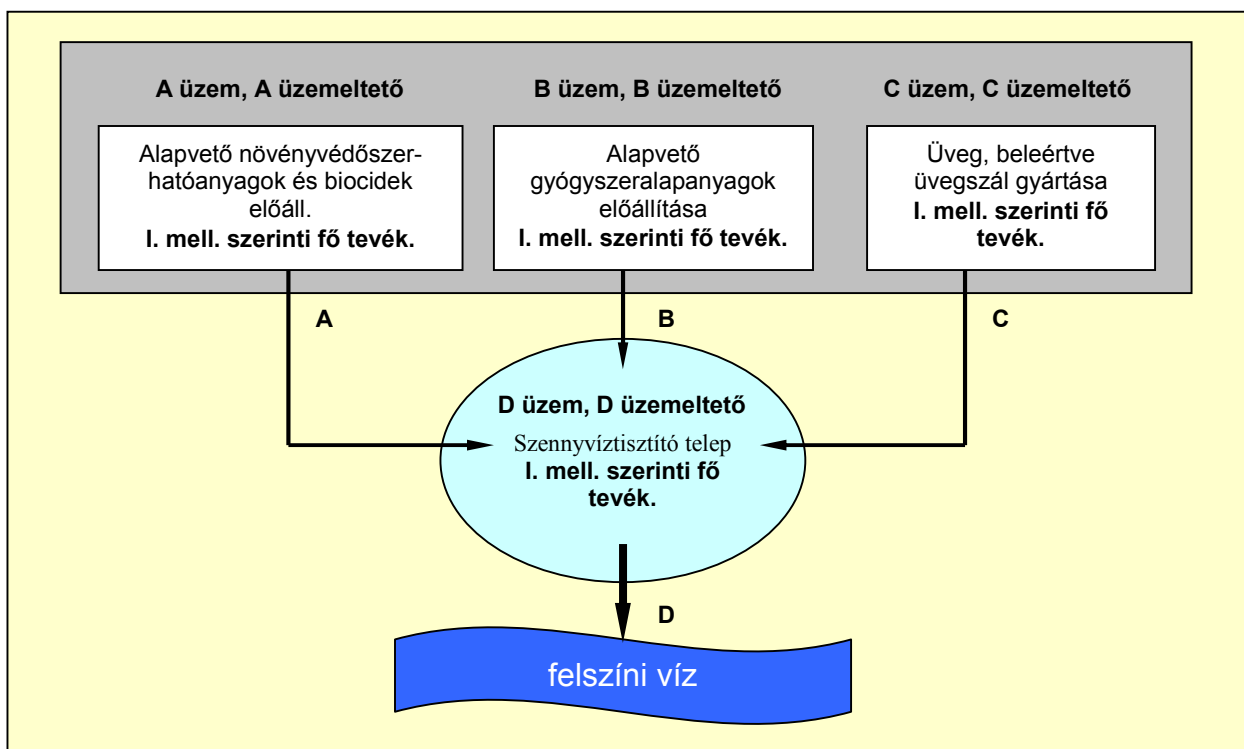 A üzem, A üzemeltető
Alapvető növényvédőszer-
hatóanyagok és biocidek
előáll.
I. mell. szerinti fő tevék.
B üzem, B üzemeltető
Alapvető
gyógyszeralapanyagok
előállítása
I. mell. szerinti fő tevék.
C üzem, C üzemeltető
Üveg, beleértve
üvegszál gyártása
I. mell. szerinti fő
tevék.
A
B
C
D üzem, D üzemeltető
Szennyvíztisztító telep
I. mell. szerinti fő
tevék.
D
felszíni víz